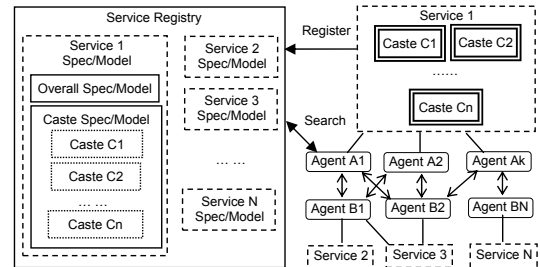 Service Registry
Service 1
Spec/Model
Overall Spec/Model
Caste Spec/Model
Caste C1
Caste C2
... ...
Caste Cn
Service 2
Spec/Model
Service 3
Spec/Model
... ...
Service N
Spec/Model
Register
Search
Service 1
Caste C1
Caste C2
......
Caste Cn
Agent A1
Agent A2
Agent Ak
Agent B1
Agent B2
Agent BN
Service 2
Service 3
Service N